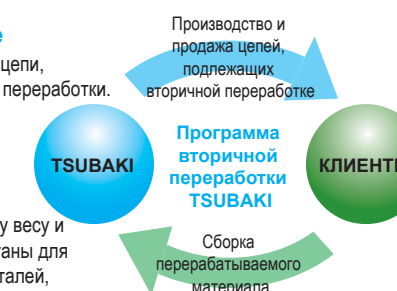 е
цепи,
переработки.
Производство и
продажа цепей,
подлежащих
вторичной переработке
TSUBAKI
Программа
вторичной
переработки
TSUBAKI
КЛИЕНТ
у весу и
таны для
талей,
Сборка
перерабатываемого
материала